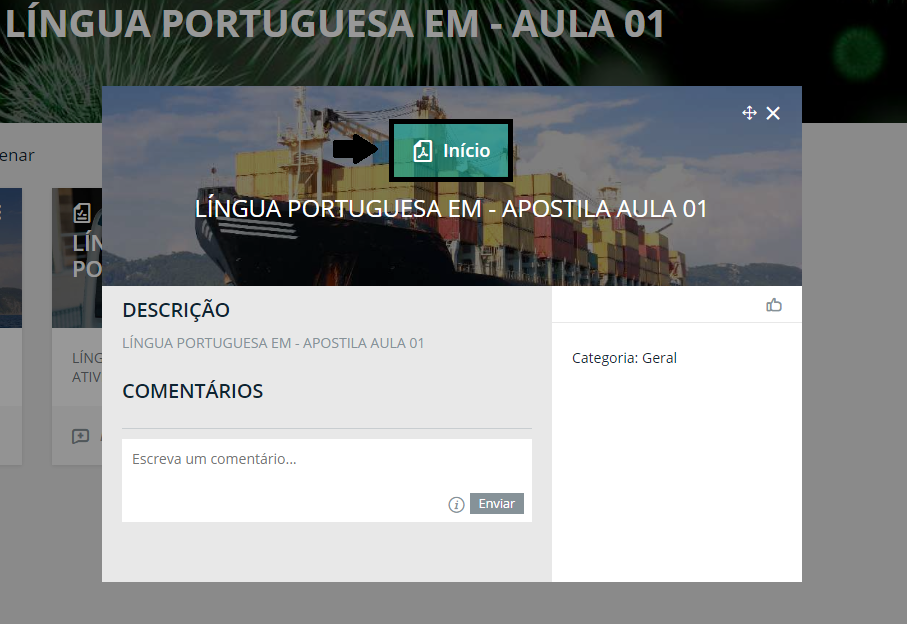 LÍNGUA PORTUGUESA EM - AULA 01
enar
Início
LÍNGUA PORTUGUESA EM - APOSTILA AULA 01
LÍN
PO
DESCRIÇÃO
LÍNGUA PORTUGUESA EM - APOSTILA AULA 01
Categoria: Geral
LÍNG
ATIV
COMENTÁRIOS
Escreva um comentário...
Enviar